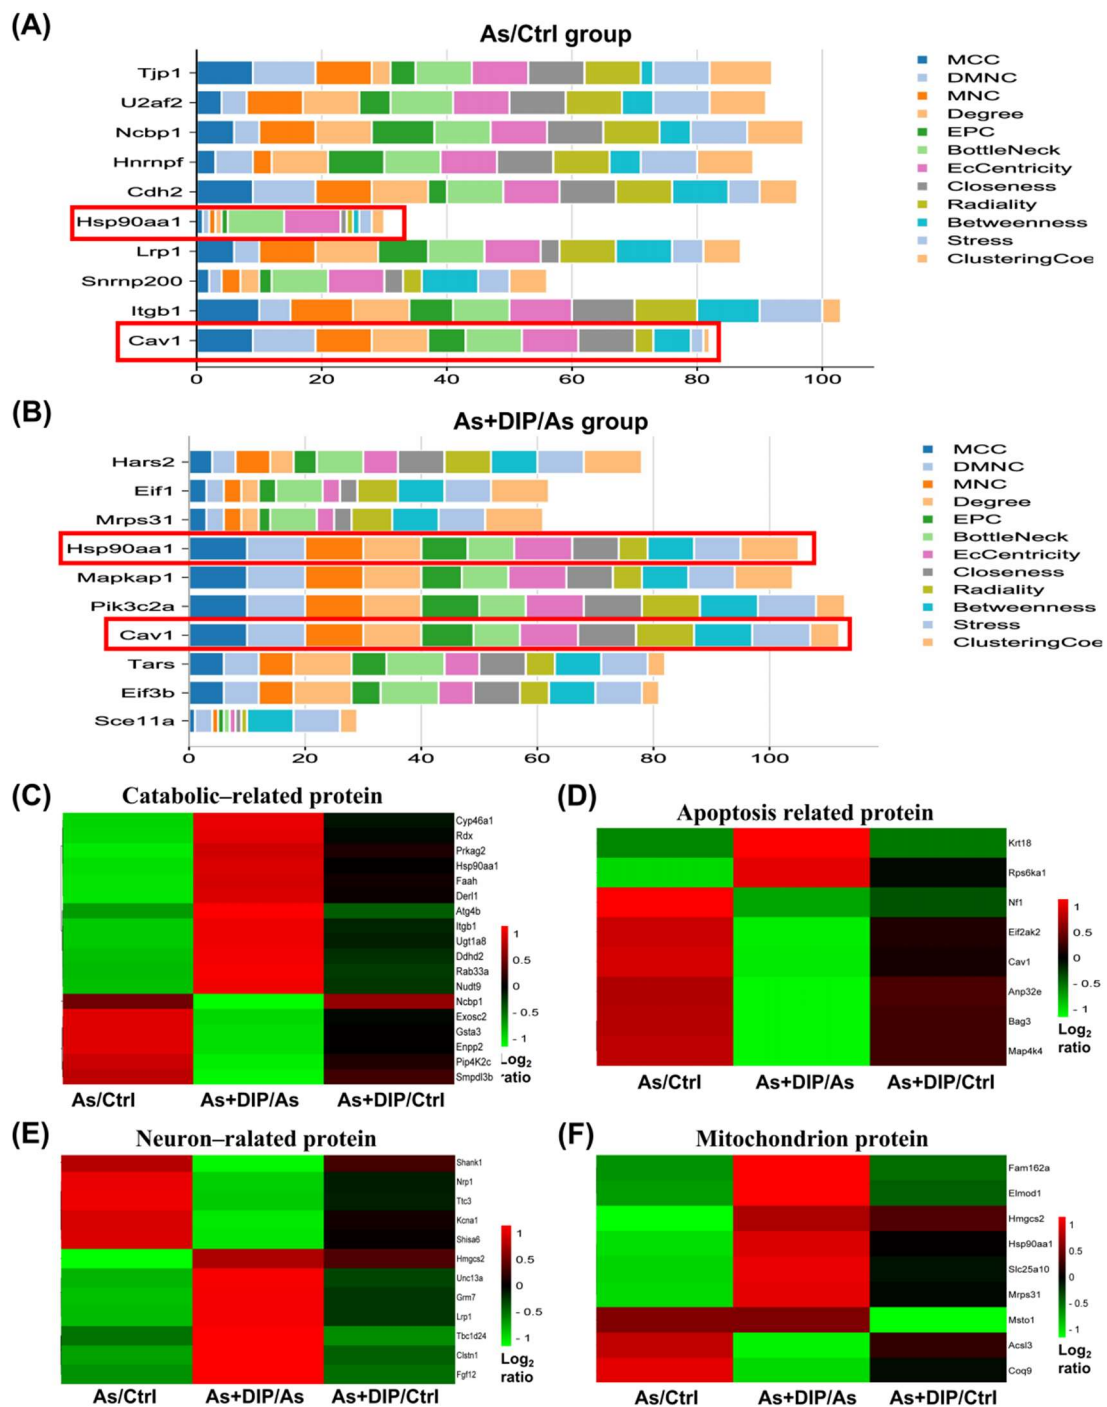 (A)
As/Ctrl group
Tjp1
U2af2
Ncbp1
Hnrnpf
Cdh2
Hsp90aa1
Lrp1
Snrnp200
Itgb1
Cav1
0 20 40 60 80 100
MCC
DMNC
MNC
Degree
EPC
BottleNeck
EcCentricity
Closeness
Radiality
Betweenness
Stress
ClusteringCoe
(B)
As+DIP/As group
Hars2
Eif1
Mrps31
Hsp90aa1
Mapkap1
Pik3c2a
Cav1
Tars
Eif3b
Sce11a
0 20 40 60 80 100
MCC
DMNC
MNC
Degree
EPC
BottleNeck
EcCentricity
Closeness
Radiality
Betweenness
Stress
ClusteringCoe
(C)
Catabolic–related protein
Cyp46a1
Rdx
Prkag2
Hsp90aa1
Faah
Derl1
Atg4b
Itgb1
Ugt1a8
Ddhd2
Rab33a
Nudt9
Ncbp1
Exosc2
Gsta3
Enpp2
Pip4K2c
Smpdl3b
1
0.5
0
- 0.5
- 1
Log2
ratio
As/Ctrl As+DIP/As As+DIP/Ctrl
(D)
Apoptosis related protein
Krt18
Rps6ka1
Nf1
Eif2ak2
Cav1
Anp32e
Bag3
Map4k4
1
0.5
0
- 0.5
- 1
Log2
ratio
As/Ctrl As+DIP/As As+DIP/Ctrl
(E)
Neuron–ralated protein
Shank1
Nrp1
Ttc3
Kcna1
Shisa6
Hmgcs2
Unc13a
Grm7
Lrp1
Tbc1d24
Clstn1
Fgf12
1
0.5
0
- 0.5
- 1
Log2
ratio
As/Ctrl As+DIP/As As+DIP/Ctrl
(F)
Mitochondrion protein
Fam162a
Elmod1
Hmgcs2
Hsp90aa1
Slc25a10
Mrps31
Msto1
Acsl3
Coq9
1
0.5
0
- 0.5
- 1
Log2
ratio
As/Ctrl As+DIP/As As+DIP/Ctrl